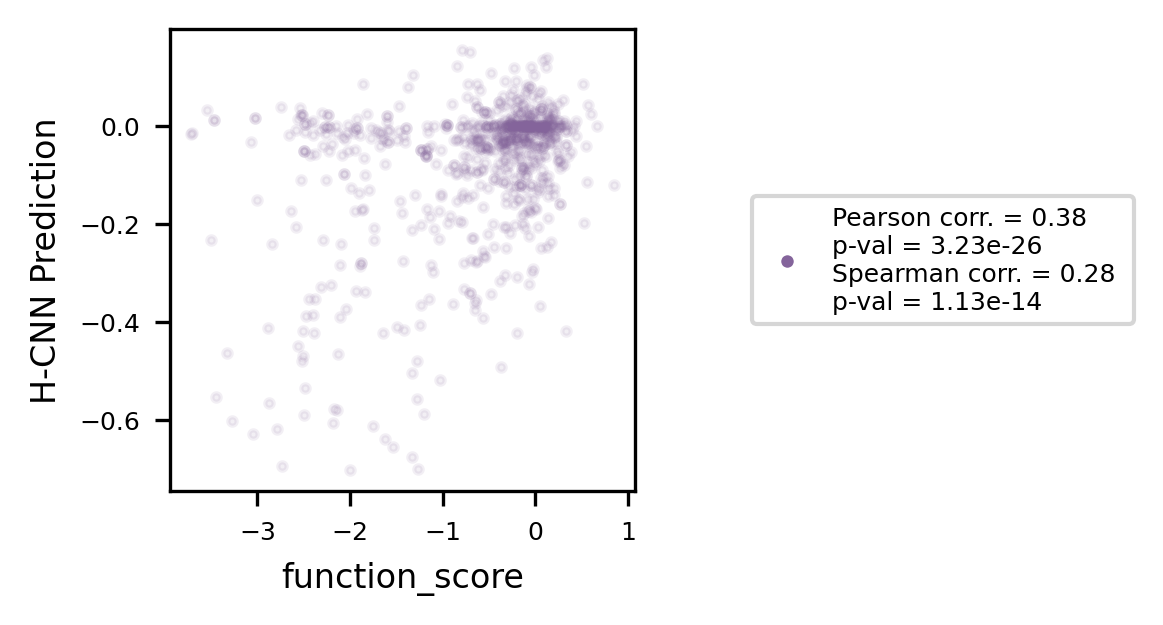 H-CNN Prediction
0.0
−0.2
−0.4
−0.6
−3
−2
−1
0
1
function_score
Pearson corr. = 0.38
p-val = 3.23e-26
Spearman corr. = 0.28
p-val = 1.13e-14